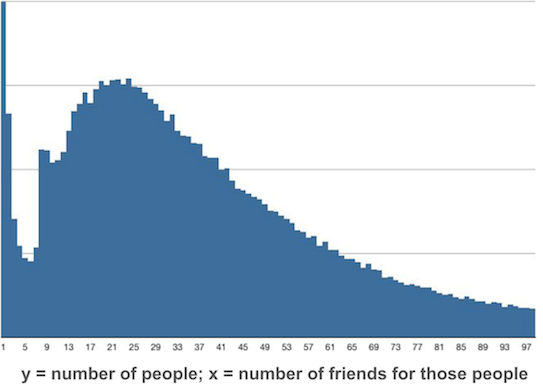 1 5 9 13 17 21 25 29 33 37 41 45 49 53 57 61 65 69 73 77 81 85 89 93 97
y = number of people; x = number of friends for those people